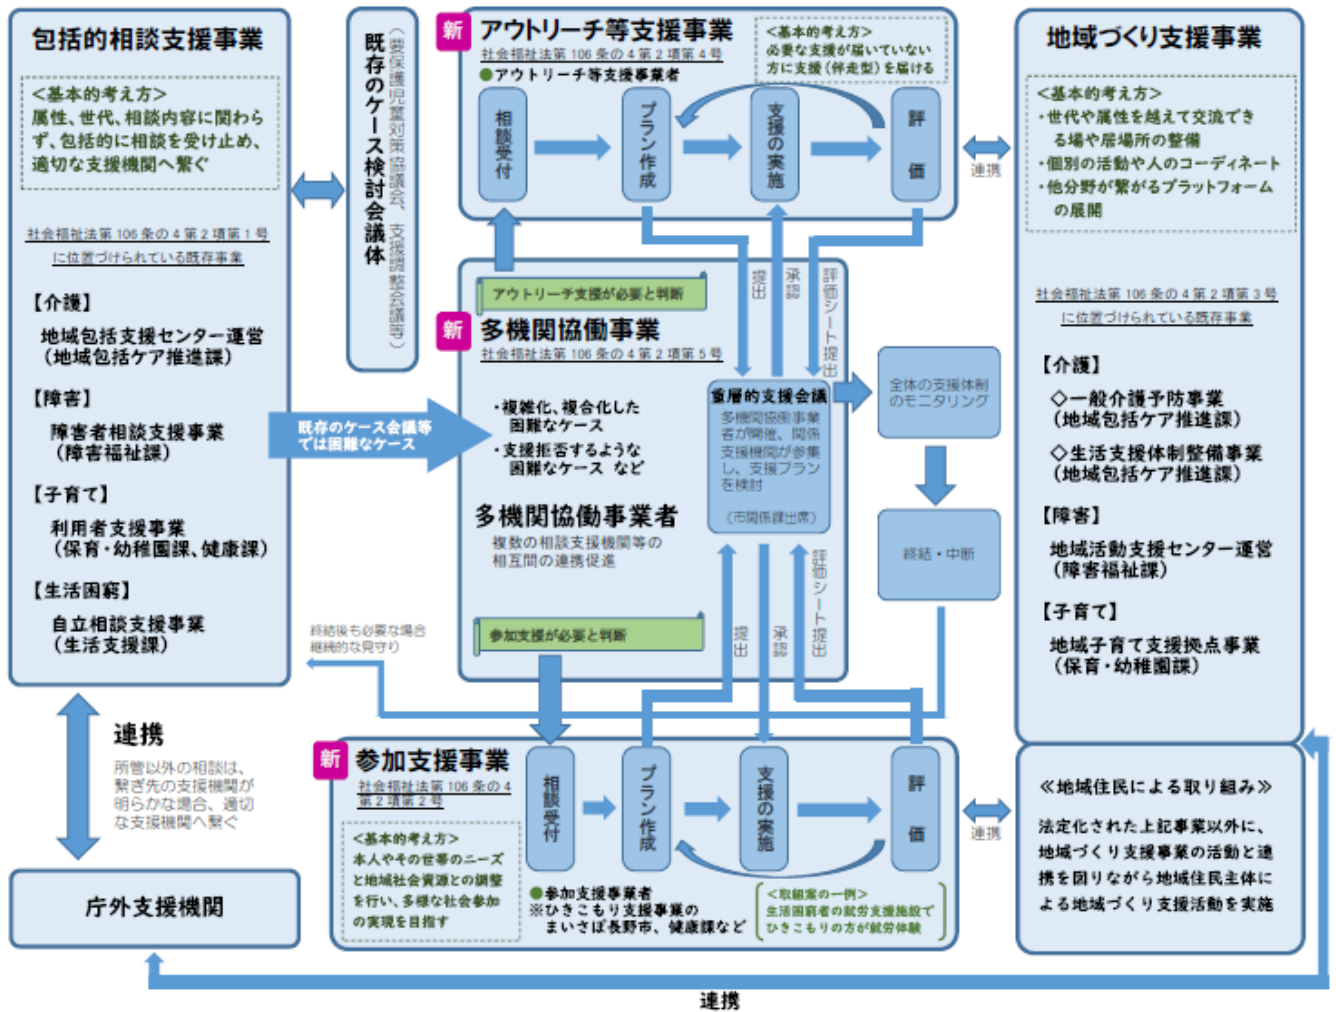 包括的相談支援事業
<基本的考え方>
属性、世代、相談内容に関わら
ず、包括的に相談を受け止め、
適切な支援機関へ繋ぐ
社会福祉法第106条の4第2項第1号
に位置づけられている既存事業
【介護】
地域包括支援センター運営
(地域包括ケア推進課)
【障害】
障害者相談支援事業
(障害福祉課)
【子育て】
利用者支援事業
(保育・幼稚園課、健康課)
【生活困窮】
自立相談支援事業
(生活支援課)
連携
所管以外の相談は、
繋ぎ先の支援機関が
明らかな場合、適切
な支援機関へ繋ぐ
庁外支援機関
既存のケース検討会議体
(要保護児童対策協議会、支援調整会議等)
既存のケース会議等
では困難なケース
新
アウトリーチ等支援事業
社会福祉法第106条の4第2項第4号
●アウトリーチ等支援事業者
<基本的考え方>
必要な支援が届いていない
方に支援(伴走型)を届ける
相談受付
プラン作成
支援の実施
評価
連携
アウトリーチ支援が必要と判断
提出
承認
評価シート提出
新
多機関協働事業
社会福祉法第106条の4第2項第5号
・複雑化、複合化した
困難なケース
・支援拒否するような
困難なケース など
多機関協働事業者
複数の相談支援機関等の
相互間の連携促進
重層的支援会議
多機関協働事業
者が開催、関係
支援機関が参集
し、支援プラン
を検討
(市関係課出席)
全体の支援体制
のモニタリング
終結・中断
参加支援が必要と判断
提出
承認
評価シート提出
終結後も必要な場合
継続的な見守り
新
参加支援事業
社会福祉法第106条の4
第2項第2号
<基本的考え方>
本人やその世帯のニーズ
と地域社会資源との調整
を行い、多様な社会参加
の実現を目指す
相談受付
プラン作成
支援の実施
評価
●参加支援事業者
※ひきこもり支援事業の
まいさぽ長野市、健康課など
<取組案の一例>
生活困窮者の就労支援施設で
ひきこもりの方が就労体験
連携
地域づくり支援事業
<基本的考え方>
・世代や属性を越えて交流でき
る場や居場所の整備
・個別の活動や人のコーディネート
・他分野が繋がるプラットフォーム
の展開
社会福祉法第106条の4第2項第3号
に位置づけられている既存事業
【介護】
◇一般介護予防事業
(地域包括ケア推進課)
◇生活支援体制整備事業
(地域包括ケア推進課)
【障害】
地域活動支援センター運営
(障害福祉課)
【子育て】
地域子育て支援拠点事業
(保育・幼稚園課)
≪地域住民による取り組み≫
法定化された上記事業以外に、
地域づくり支援事業の活動と連
携を図りながら地域住民主体に
よる地域づくり支援活動を実施
連携